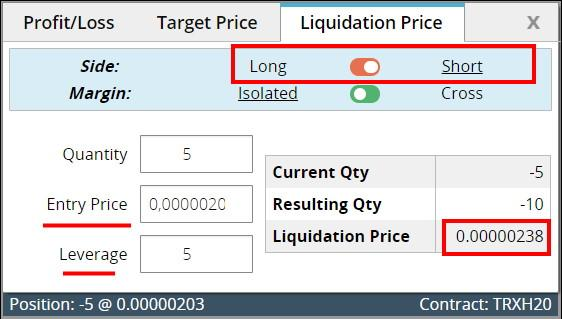 Profit/Loss Target Price Liquidation Price X
Side: Long Short
Margin: Isolated Cross
Quantity 5
Entry Price 0,0000020
Leverage 5
Current Qty -5
Resulting Qty -10
Liquidation Price 0.00000238
Position: -5 @ 0.00000203 Contract: TRXH20